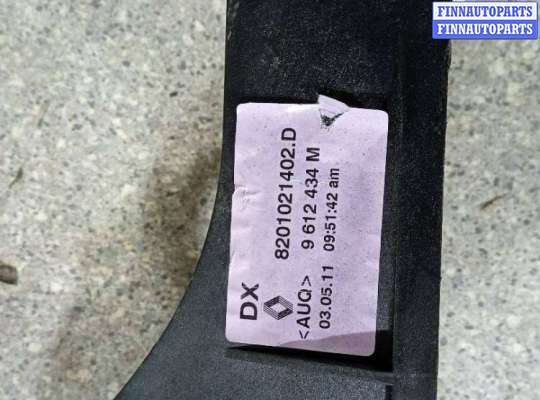 FINNAUTOPARTS
FINNAUTOPARTS
DX 8201021402.D
<AUQ> 9 612 434 M
03.05.11 09:51:42 am